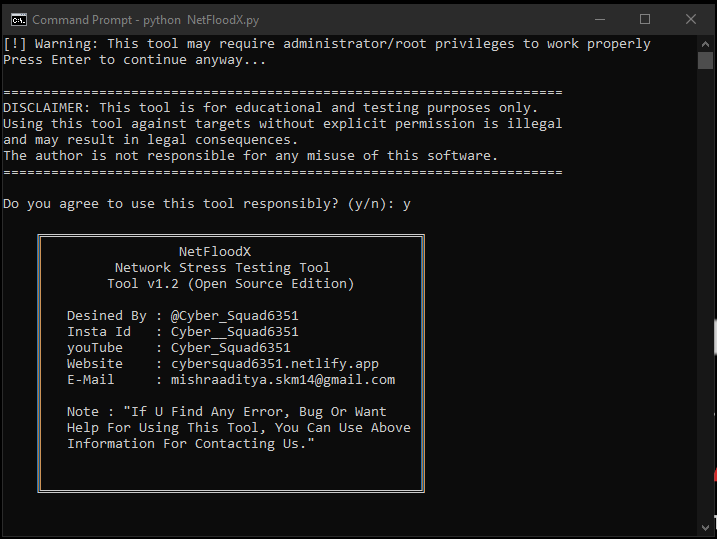 Command Prompt - python NetFloodX.py
[!] Warning: This tool may require administrator/root privileges to work properly
Press Enter to continue anyway...
=====================================================================
DISCLAIMER: This tool is for educational and testing purposes only.
Using this tool against targets without explicit permission is illegal
and may result in legal consequences.
The author is not responsible for any misuse of this software.
=====================================================================
Do you agree to use this tool responsibly? (y/n): y
NetFloodX
Network Stress Testing Tool
Tool v1.2 (Open Source Edition)
Desined By : @Cyber_Squad6351
Insta Id : Cyber__Squad6351
youTube : Cyber_Squad6351
Website : cybersquad6351.netlify.app
E-Mail : mishraaditya.skm14@gmail.com
Note : "If U Find Any Error, Bug Or Want
Help For Using This Tool, You Can Use Above
Information For Contacting Us."